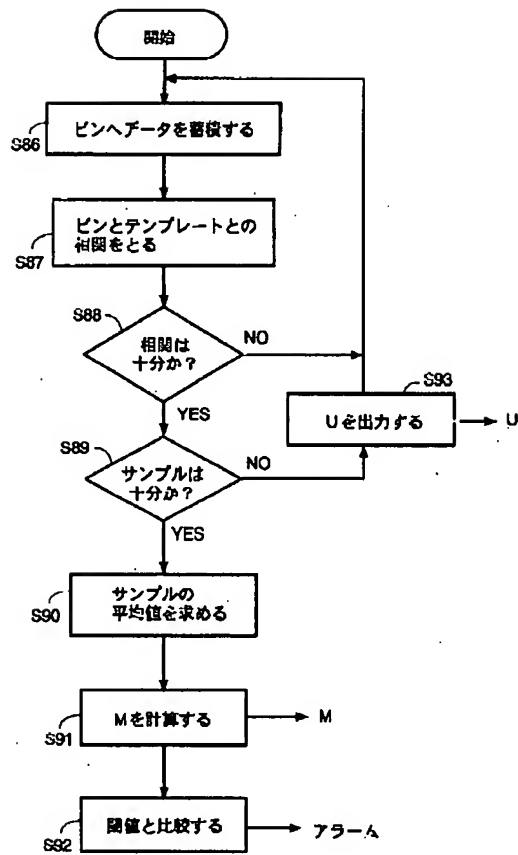 開始
S86
ビンへデータを蓄積する
S87
ビンとテンプレートとの
相関をとる
S88
相関は
十分か?
NO
YES
S93
Uを出力する
U
S89
サンプルは
十分か?
NO
YES
S90
サンプルの
平均値を求める
S91
Mを計算する
M
S92
閾値と比較する
アラーム